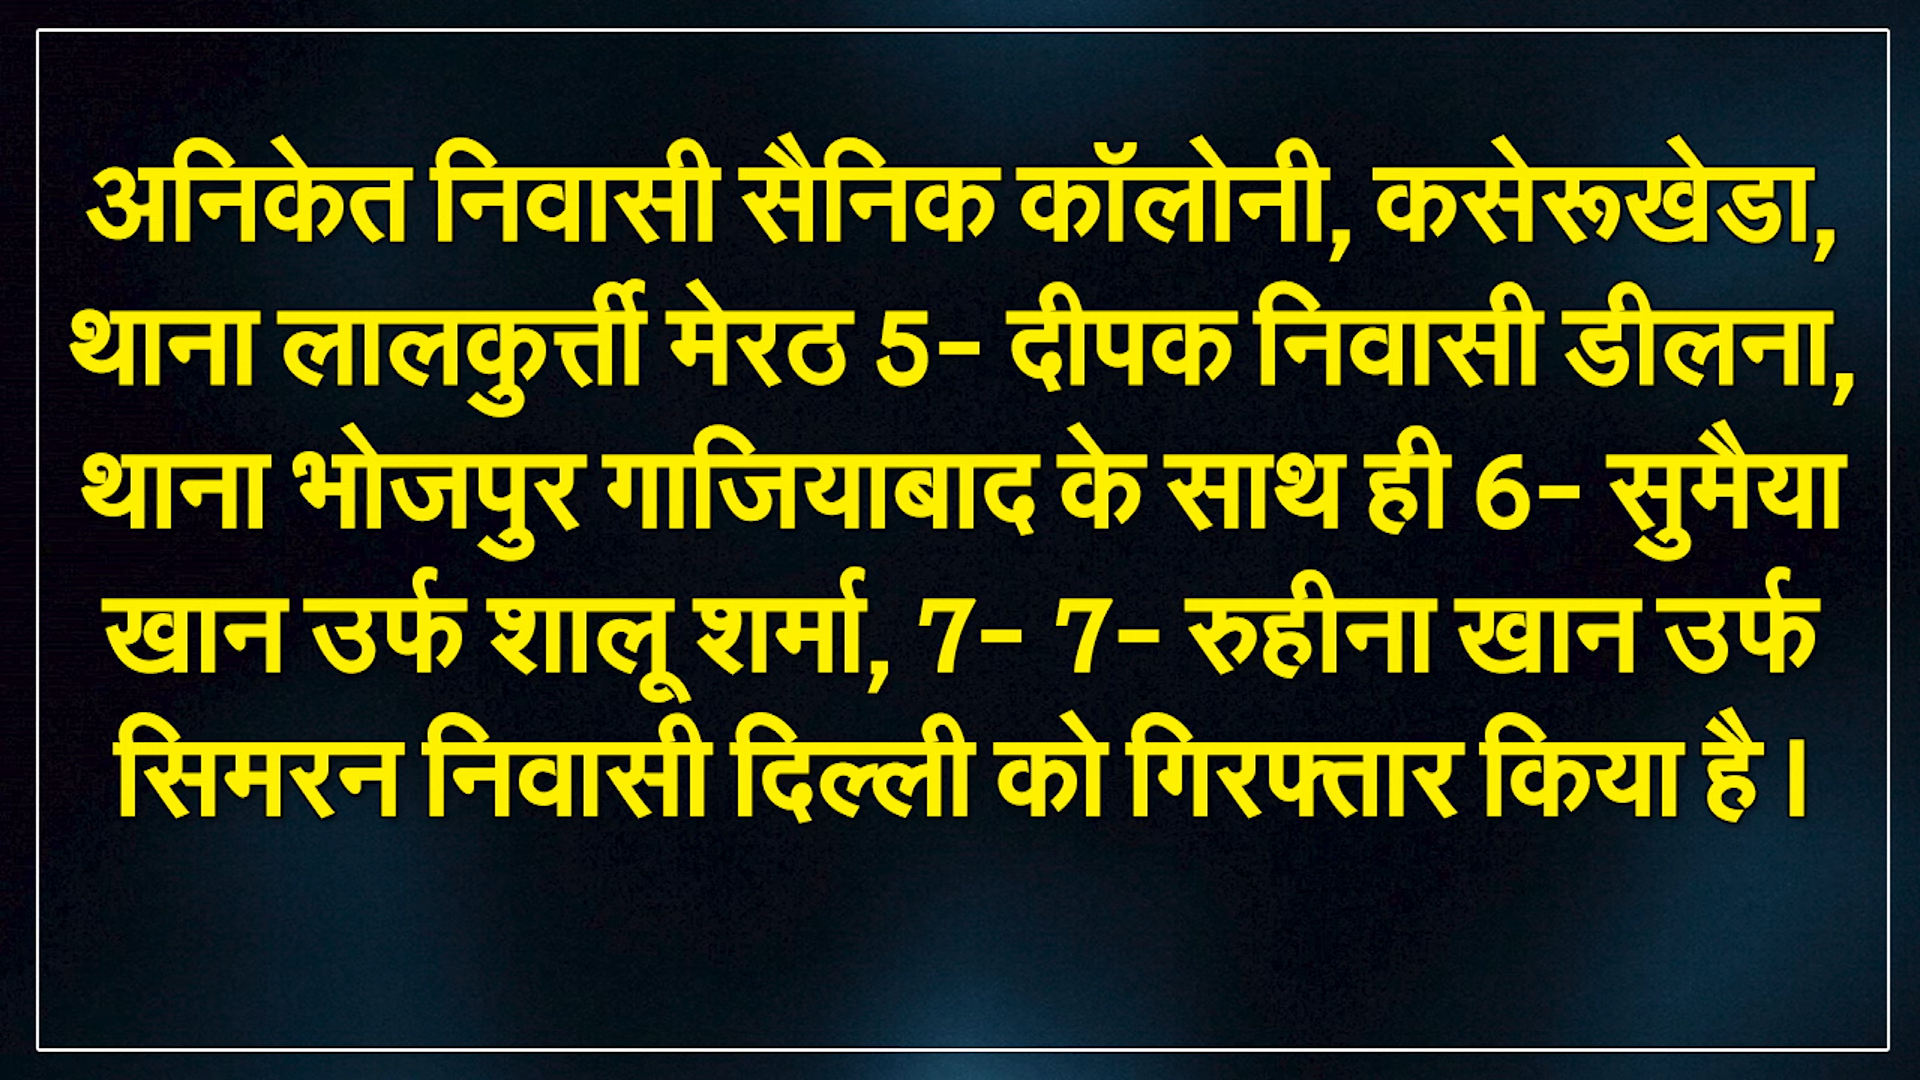 अनिकेत निवासी सैनिक कॉलोनी, कसेरूखेडा,
थाना लालकुर्त्ती मेरठ 5- दीपक निवासी डीलना,
थाना भोजपुर गाजियाबाद के साथ ही 6- सुमैया
खान उर्फ शालू शर्मा, 7- 7- रुहीना खान उर्फ
सिमरन निवासी दिल्ली को गिरफ्तार किया है ।